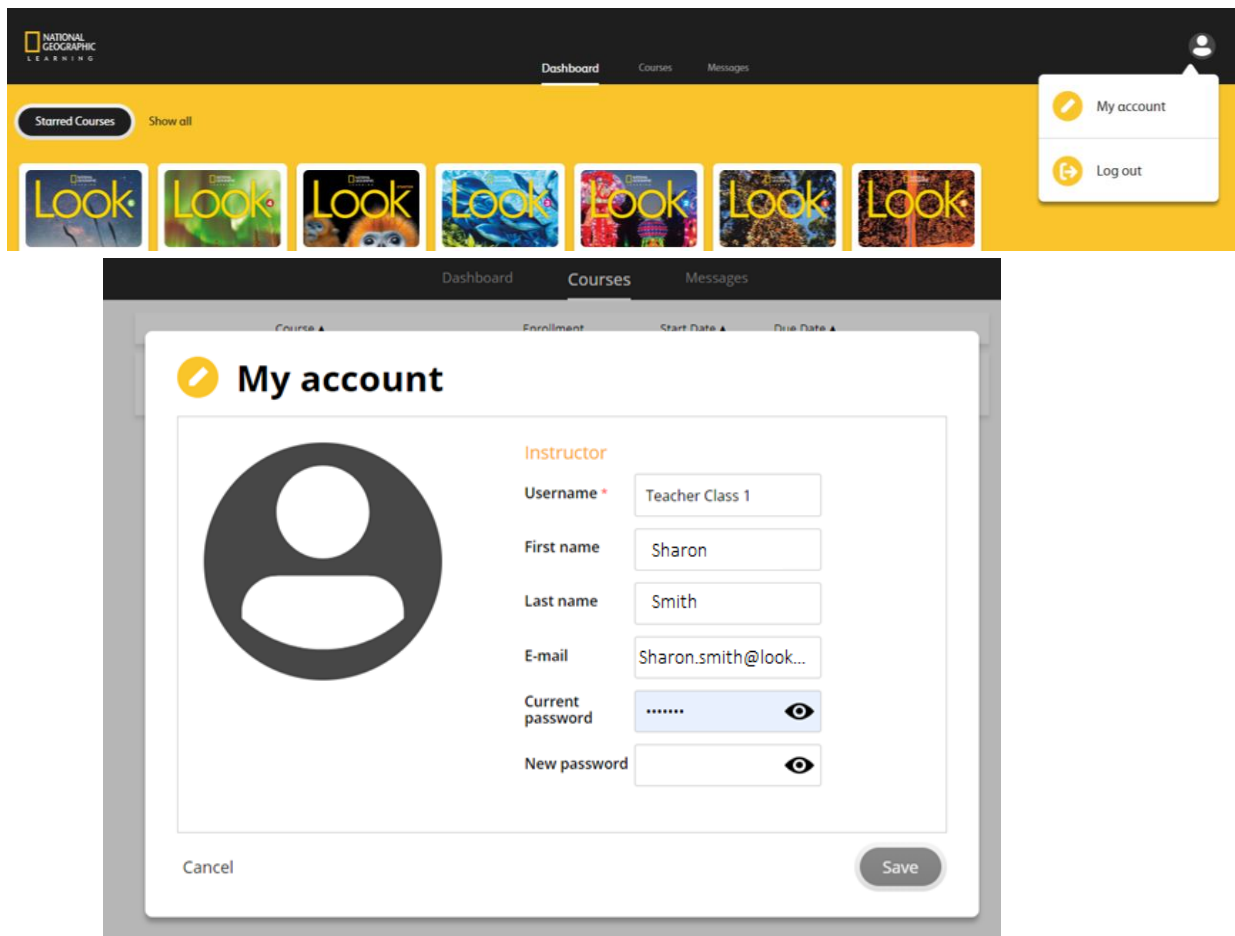 NATIONAL
GEOGRAPHIC
LEARNING
Dashboard Courses Messages
My account
Log out
Starred Courses Show all
Look Look Look Look Look Look Look
Dashboard Courses Messages
Course ▲ Enrollment Start Date ▲ Due Date ▲
My account
Instructor
Username * Teacher Class 1
First name Sharon
Last name Smith
E-mail Sharon.smith@look...
Current
password •••••••
New password
Cancel Save